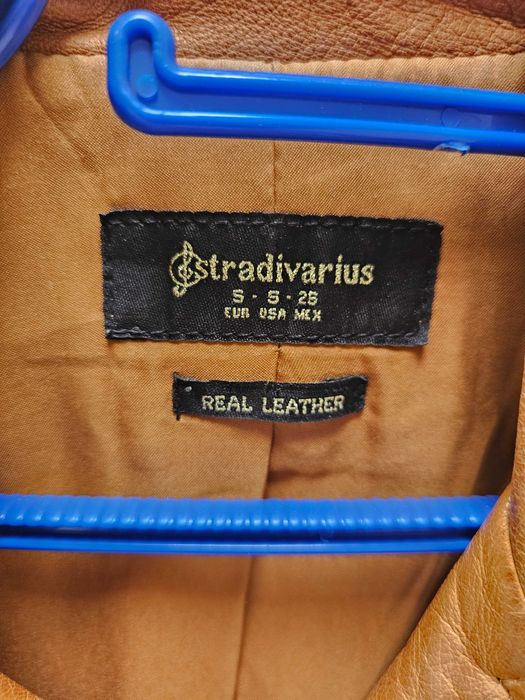 Stradivarius
S - S - 26
EUR USA MEX
REAL LEATHER